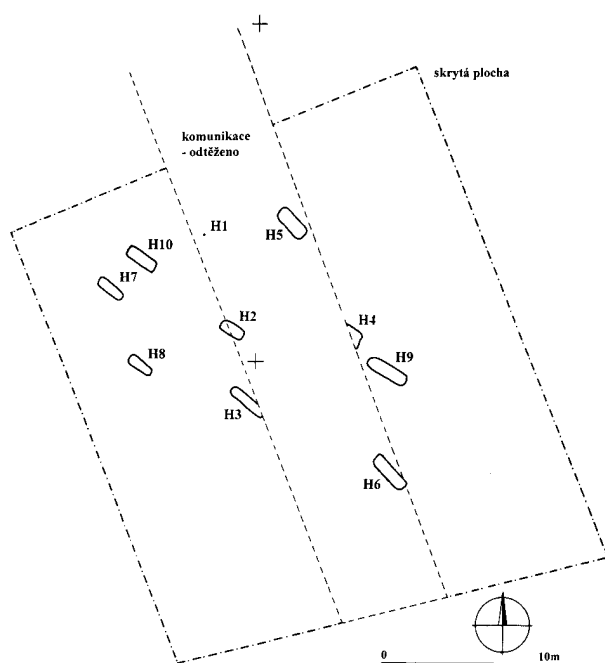 skrytá plocha
komunikace
- odtěženo
H1
H5
H10
H7
H2
H4
H8
H9
H3
H6
0
10m